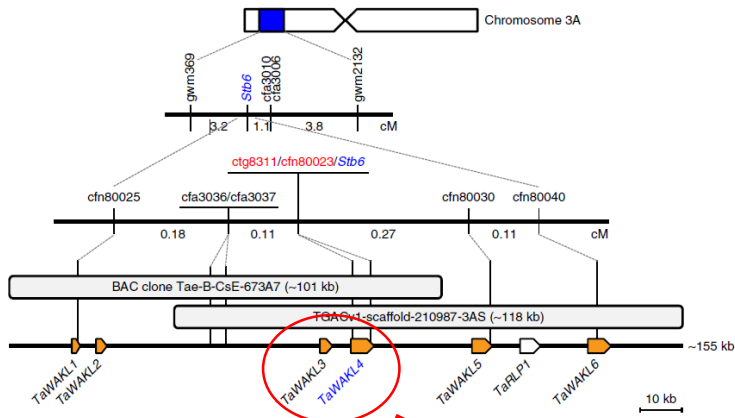 Chromosome 3A
gwm369
Stb6
cfa3010
cfa3006
gwm2132
3.2 1.1 3.8 cM
ctg8311/cfn80023/Stb6
cfn80025 cfa3036/cfa3037 cfn80030 cfn80040
0.18 0.11 0.27 0.11 cM
BAC clone Tae-B-CsE-673A7 (~101 kb)
TGACv1-scaffold-210987-3AS (~118 kb)
~155 kb
TaWAKL1
TaWAKL2
TaWAKL3
TaWAKL4
TaWAKL5
TaRLP1
TaWAKL6
10 kb